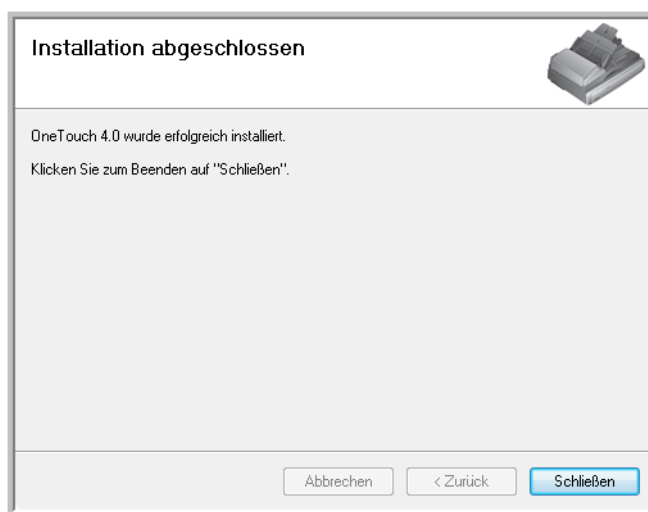 Installation abgeschlossen
OneTouch 4.0 wurde erfolgreich installiert.
Klicken Sie zum Beenden auf "Schließen".
Abbrechen
< Zurück
Schließen